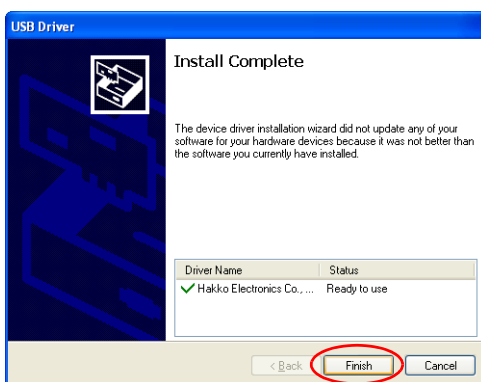 USB Driver
Install Complete
The device driver installation wizard did not update any of your
software for your hardware devices because it was not better than
the software you currently have installed.
Driver Name Status
Hakko Electronics Co., ... Ready to use
< Back Finish Cancel